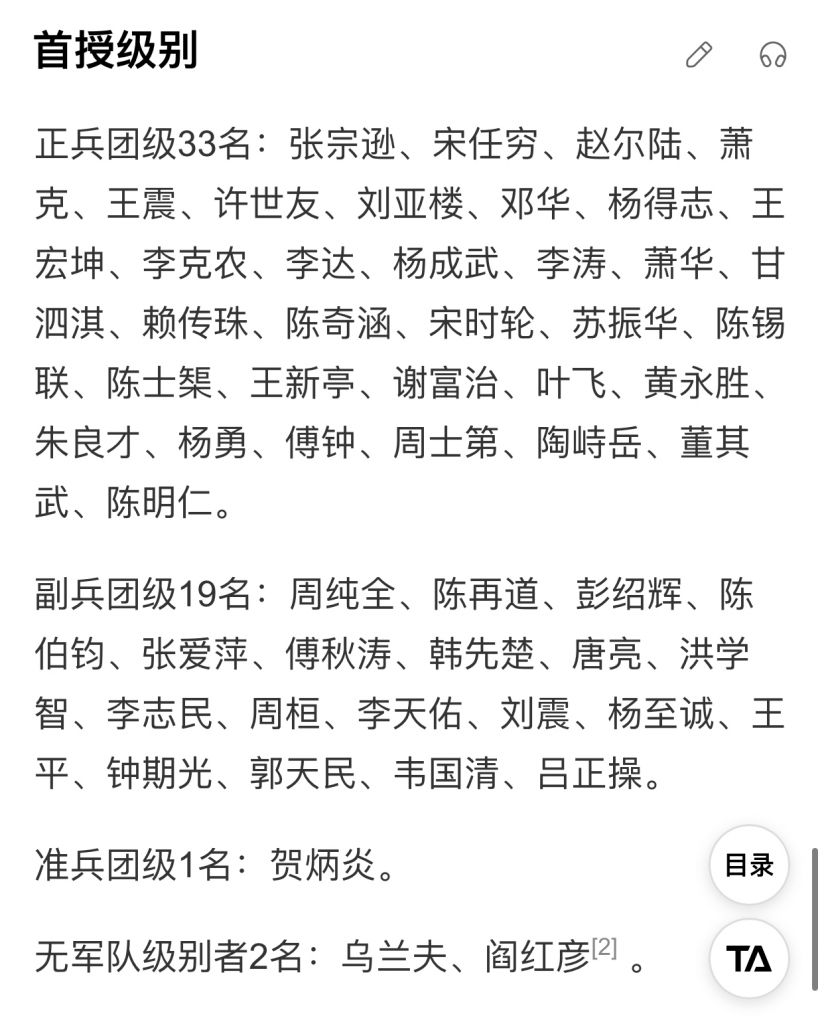 首授级别
正兵团级33名：张宗逊、宋任穷、赵尔陆、萧
克、王震、许世友、刘亚楼、邓华、杨得志、王
宏坤、李克农、李达、杨成武、李涛、萧华、甘
泗淇、赖传珠、陈奇涵、宋时轮、苏振华、陈锡
联、陈士榘、王新亭、谢富治、叶飞、黄永胜、
朱良才、杨勇、傅钟、周士第、陶峙岳、董其
武、陈明仁。
副兵团级19名：周纯全、陈再道、彭绍辉、陈
伯钧、张爱萍、傅秋涛、韩先楚、唐亮、洪学
智、李志民、周桓、李天佑、刘震、杨至诚、王
平、钟期光、郭天民、韦国清、吕正操。
准兵团级1名：贺炳炎。
目录
无军队级别者2名：乌兰夫、阎红彦[2] 。
TA